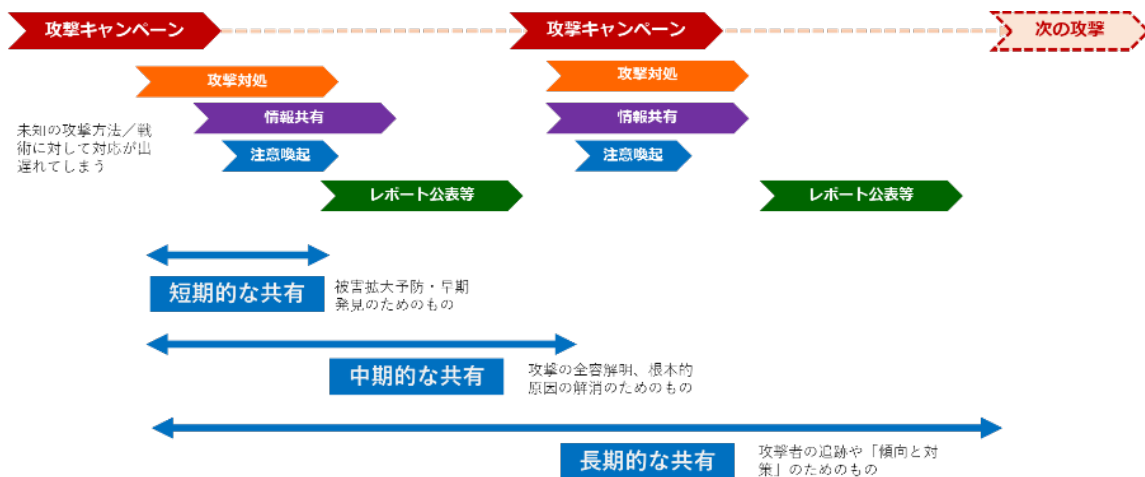 攻撃キャンペーン
攻撃キャンペーン
次の攻撃
攻撃対処
攻撃対処
情報共有
情報共有
未知の攻撃方法／戦
術に対して対応が出
遅れてしまう
注意喚起
注意喚起
レポート公表等
レポート公表等
短期的な共有
被害拡大予防・早期
発見のためのもの
中期的な共有
攻撃の全容解明、根本的
原因の解消のためのもの
長期的な共有
攻撃者の追跡や「傾向と対
策」のためのもの